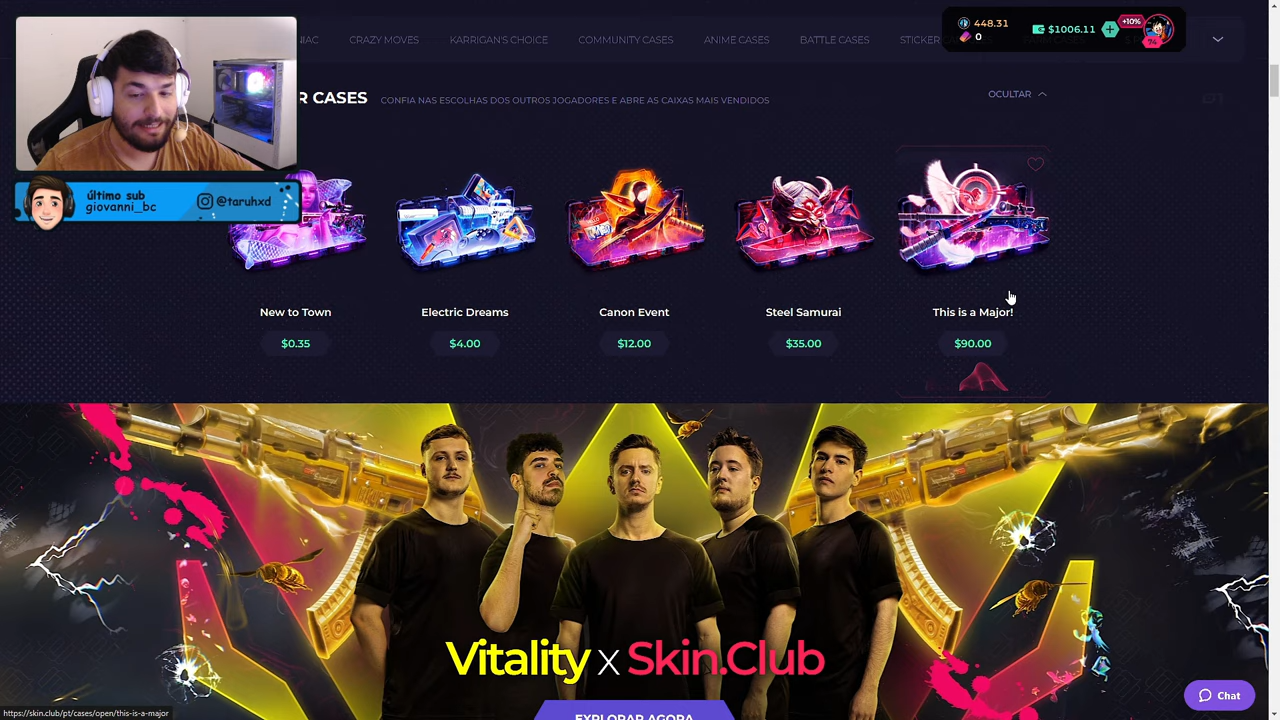 448.31
0
$1006.11
+10%
94
CRAZY MOVES
KARRIGAN'S CHOICE
COMMUNITY CASES
ANIME CASES
BATTLE CASES
CASES
CONFIA NAS ESCOLHAS DOS OUTROS JOGADORES E ABRE AS CAIXAS MAIS VENDIDOS
OCULTAR
último sub
giovanni_bc
@taruhxd
New to Town
Electric Dreams
Canon Event
Steel Samurai
This is a Major!
$0.35
$4.00
$12.00
$35.00
$90.00
Vitality x Skin.Club
EXPLORAR AGORA
Chat
https://skin.club/pt/cases/open/this-is-a-major